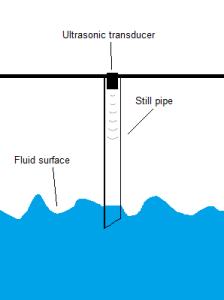 Ultrasonic transducer
Still pipe
Fluid surface